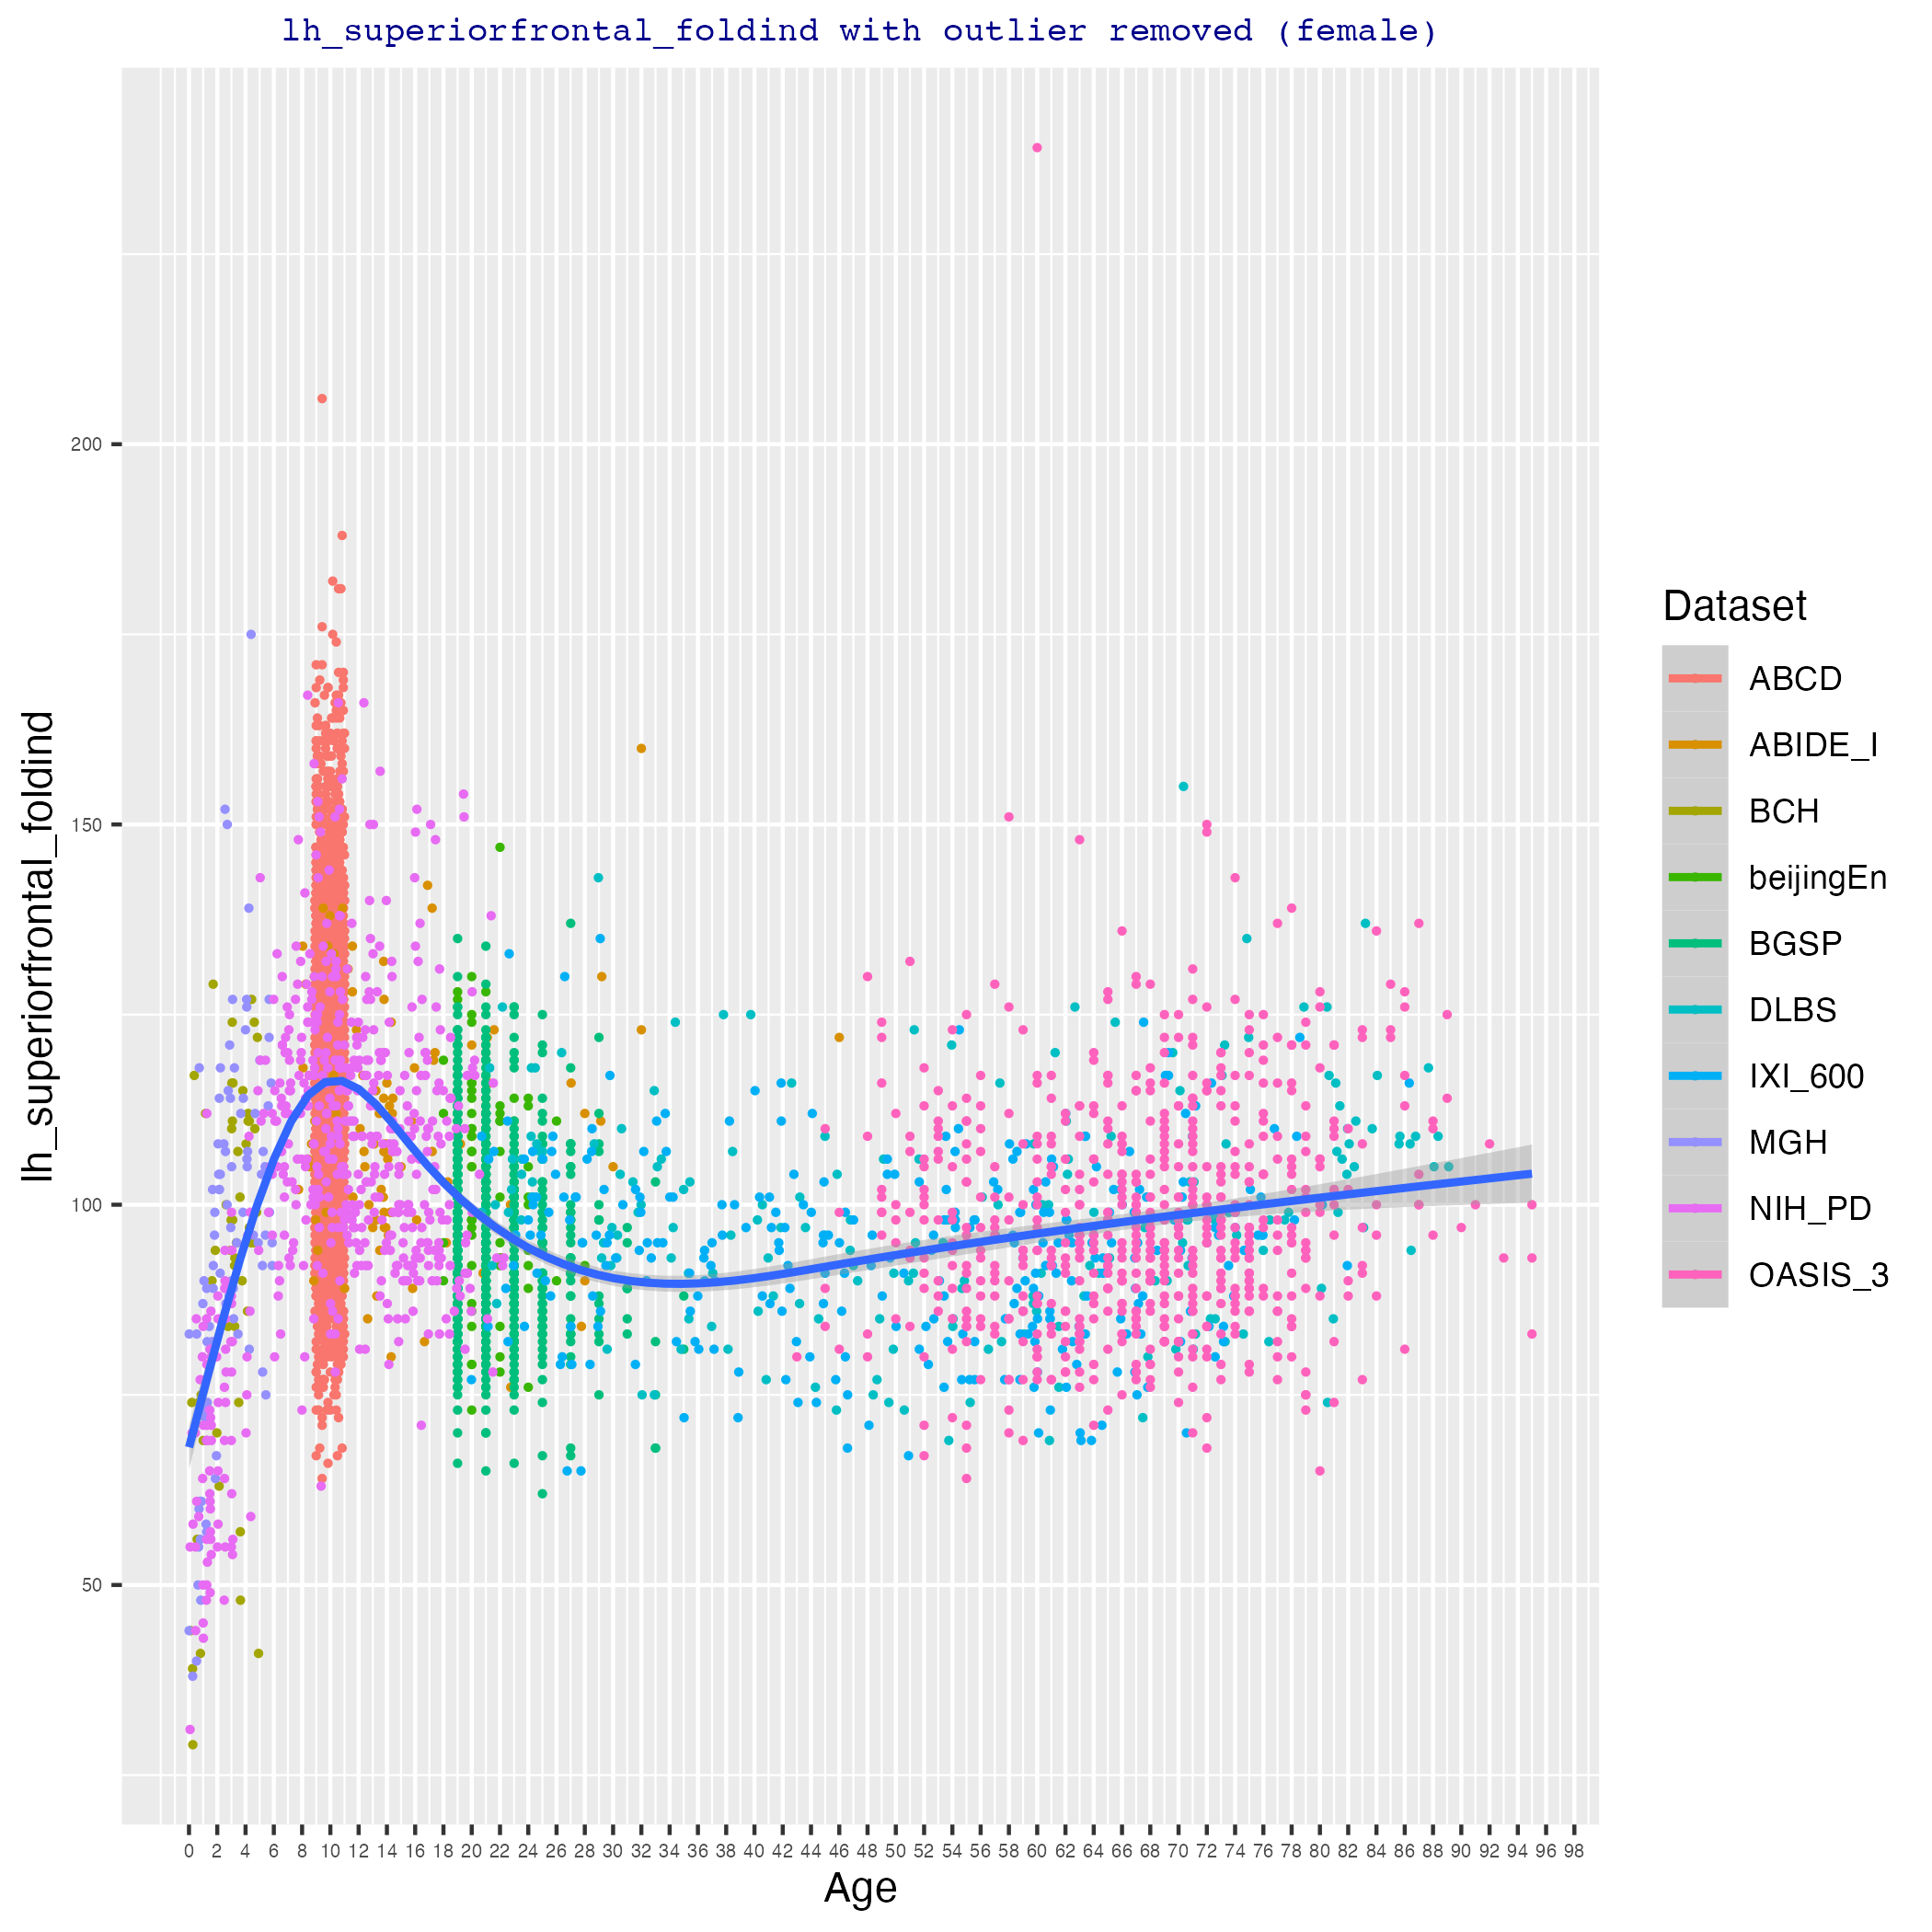 lh_superiorfrontal_foldind with outlier removed (female)
lh_superiorfrontal_foldind
200
150
100
50
0 2 4 6 8 10 12 14 16 18 20 22 24 26 28 30 32 34 36 38 40 42 44 46 48 50 52 54 56 58 60 62 64 66 68 70 72 74 76 78 80 82 84 86 88 90 92 94 96 98
Age
Dataset
ABCD
ABIDE_I
BCH
beijingEn
BGSP
DLBS
IXI_600
MGH
NIH_PD
OASIS_3